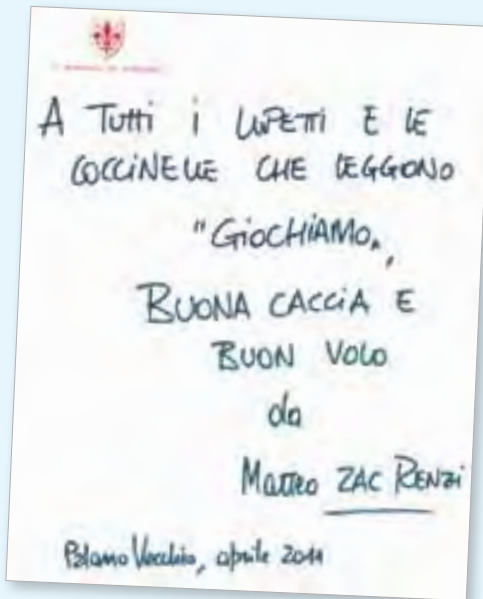 A TUTTI i LUPETTI E LE
COCCINELLE CHE LEGGONO
"GiOCHiAMO"
BUONA CACCiA E
BUON VOLO
da
MATTEO ZAC RENZi
Palazzo Vecchio, aprile 2011